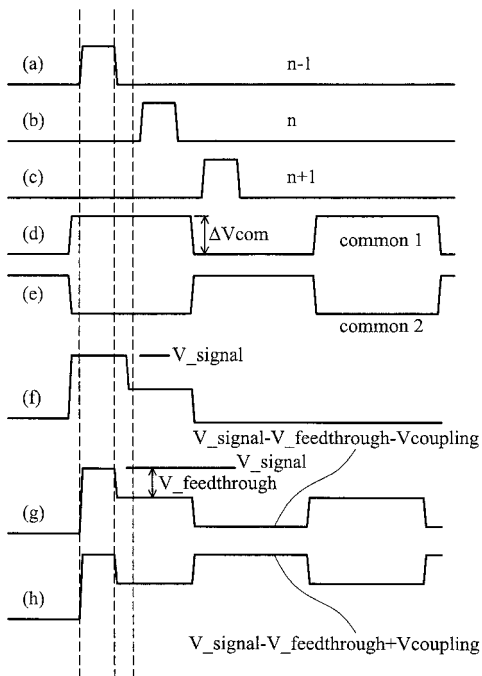 (a) n-1
(b) n
(c) n+1
(d) ΔVcom common 1
(e)
common 2
V_signal
(f)
V_signal-V_feedthrough-Vcoupling
V_signal
V_feedthrough
(g)
(h)
V_signal-V_feedthrough+Vcoupling